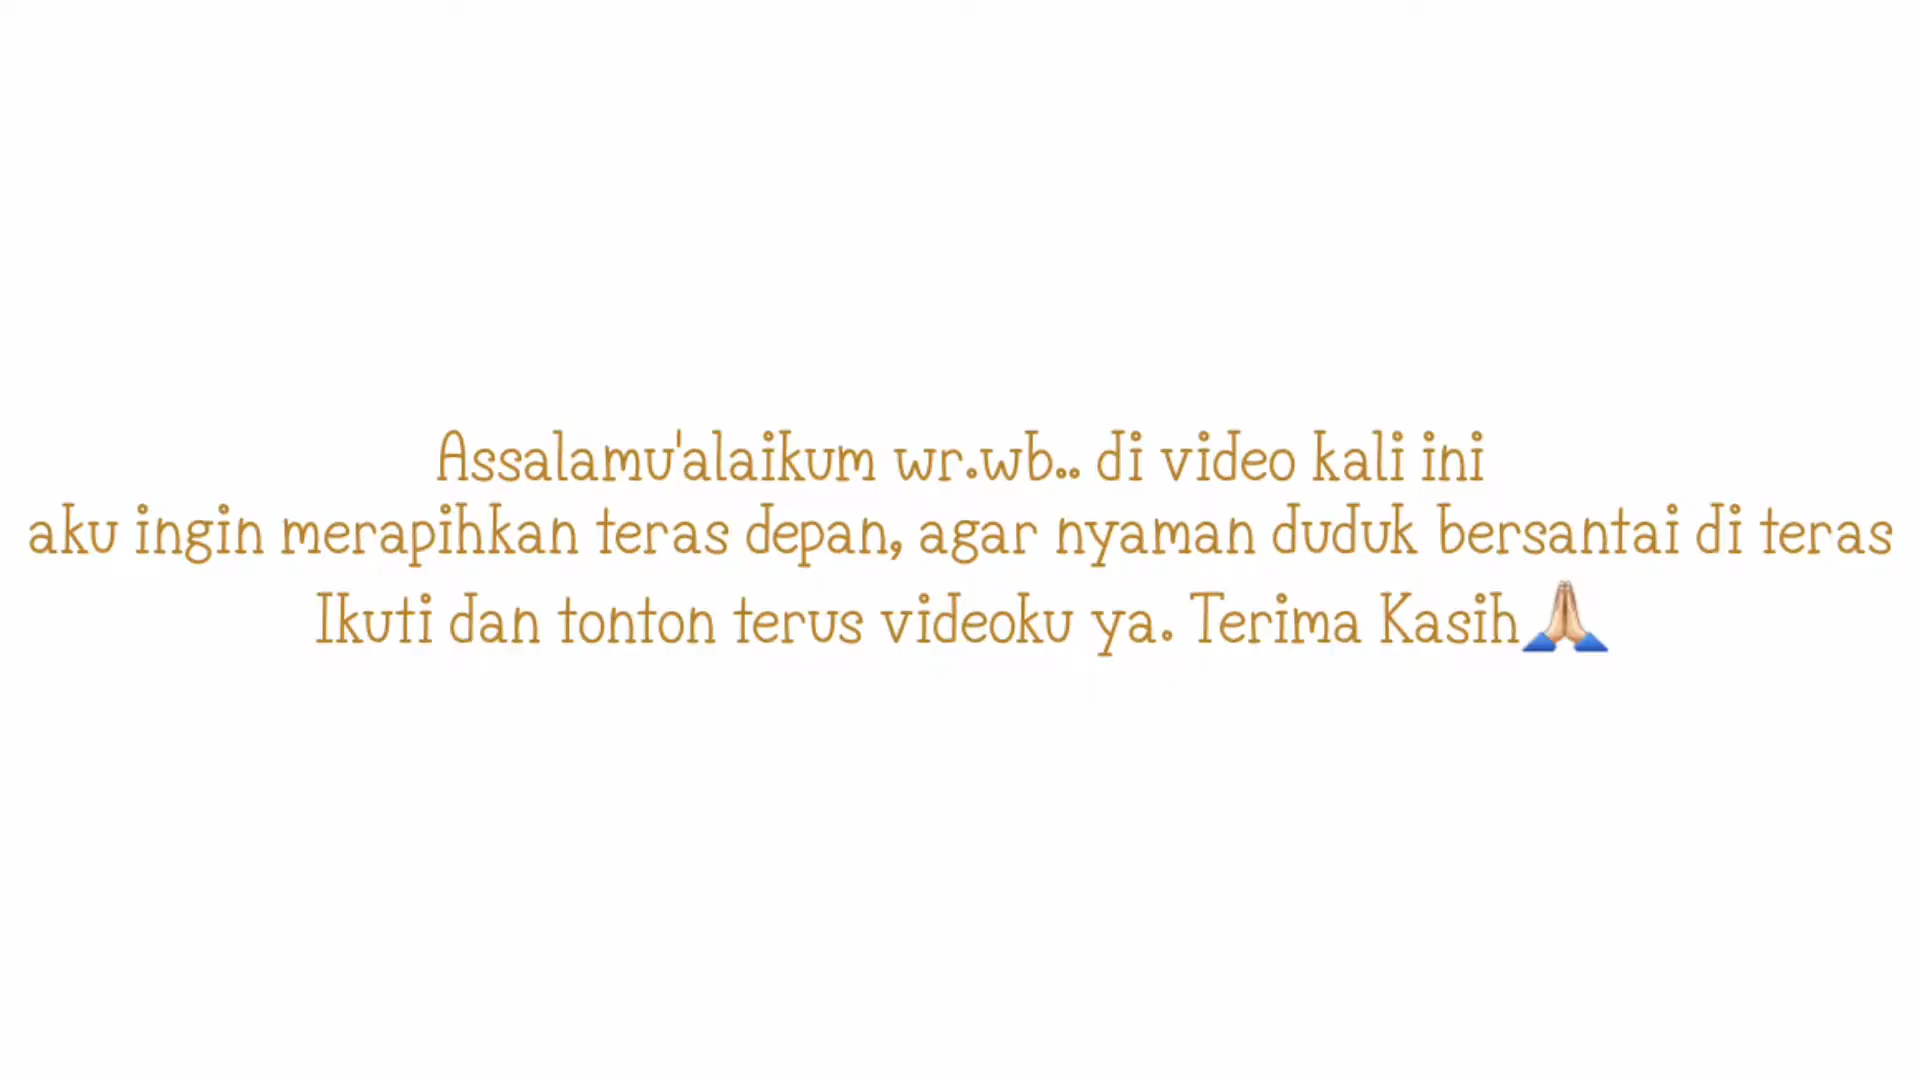 Assalamu'alaikum wr.wb.. di video kali ini
aku ingin merapihkan teras depan, agar nyaman duduk bersantai di teras
Ikuti dan tonton terus videoku ya. Terima Kasih🙏🏻